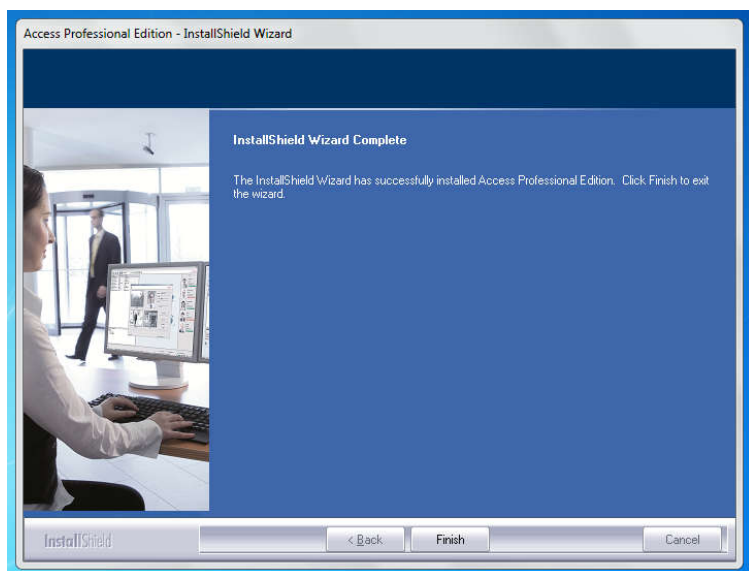 Access Professional Edition - InstallShield Wizard
InstallShield Wizard Complete
The InstallShield Wizard has successfully installed Access Professional Edition. Click Finish to exit
the wizard.
InstallShield
< Back
Finish
Cancel